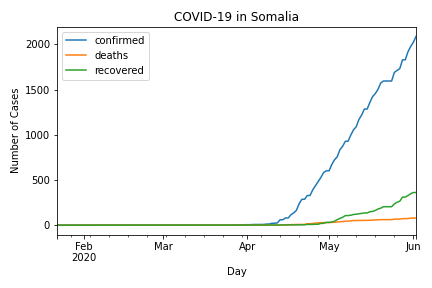 COVID-19 in Somalia
confirmed
deaths
recovered
Number of Cases
2000
1500
1000
500
0
Feb
2020
Mar
Apr
May
Jun
Day